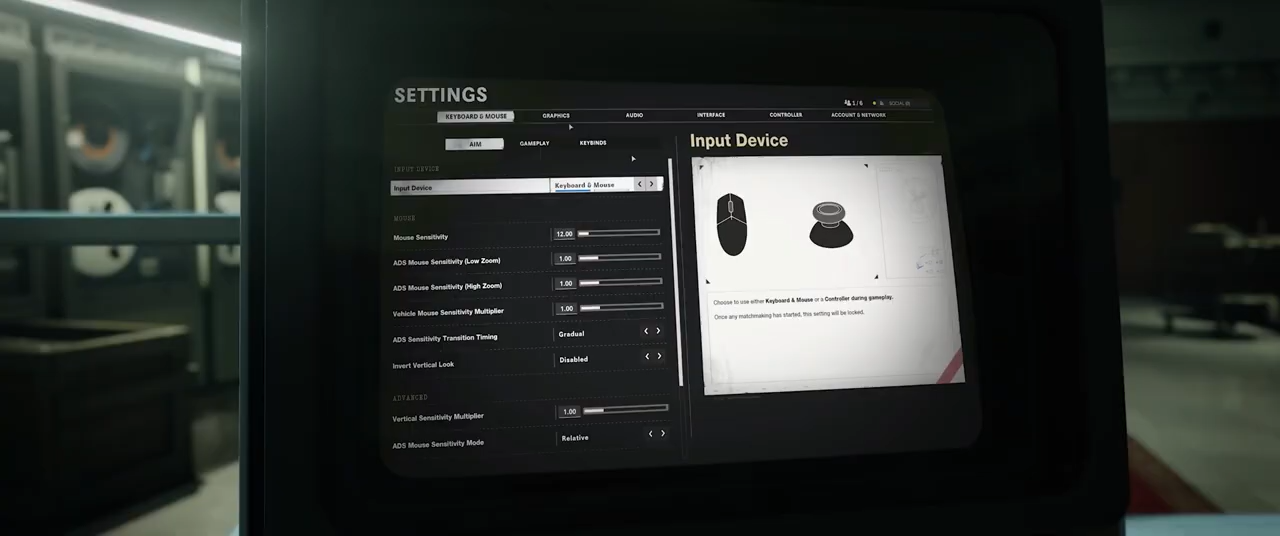 SETTINGS
1/6
SOCIAL
KEYBOARD & MOUSE
GRAPHICS
AUDIO
INTERFACE
CONTROLLER
ACCOUNT & NETWORK
AIM
GAMEPLAY
KEYBINDS
INPUT DEVICE
Input Device
Keyboard & Mouse
MOUSE
Mouse Sensitivity
12.00
ADS Mouse Sensitivity (Low Zoom)
1.00
ADS Mouse Sensitivity (High Zoom)
1.00
Vehicle Mouse Sensitivity Multiplier
1.00
ADS Sensitivity Transition Timing
Gradual
Invert Vertical Look
Disabled
ADVANCED
Vertical Sensitivity Multiplier
1.00
ADS Mouse Sensitivity Mode
Relative
Input Device
Choose to use either Keyboard & Mouse or a Controller during gameplay.
Once any matchmaking has started, this setting will be locked.